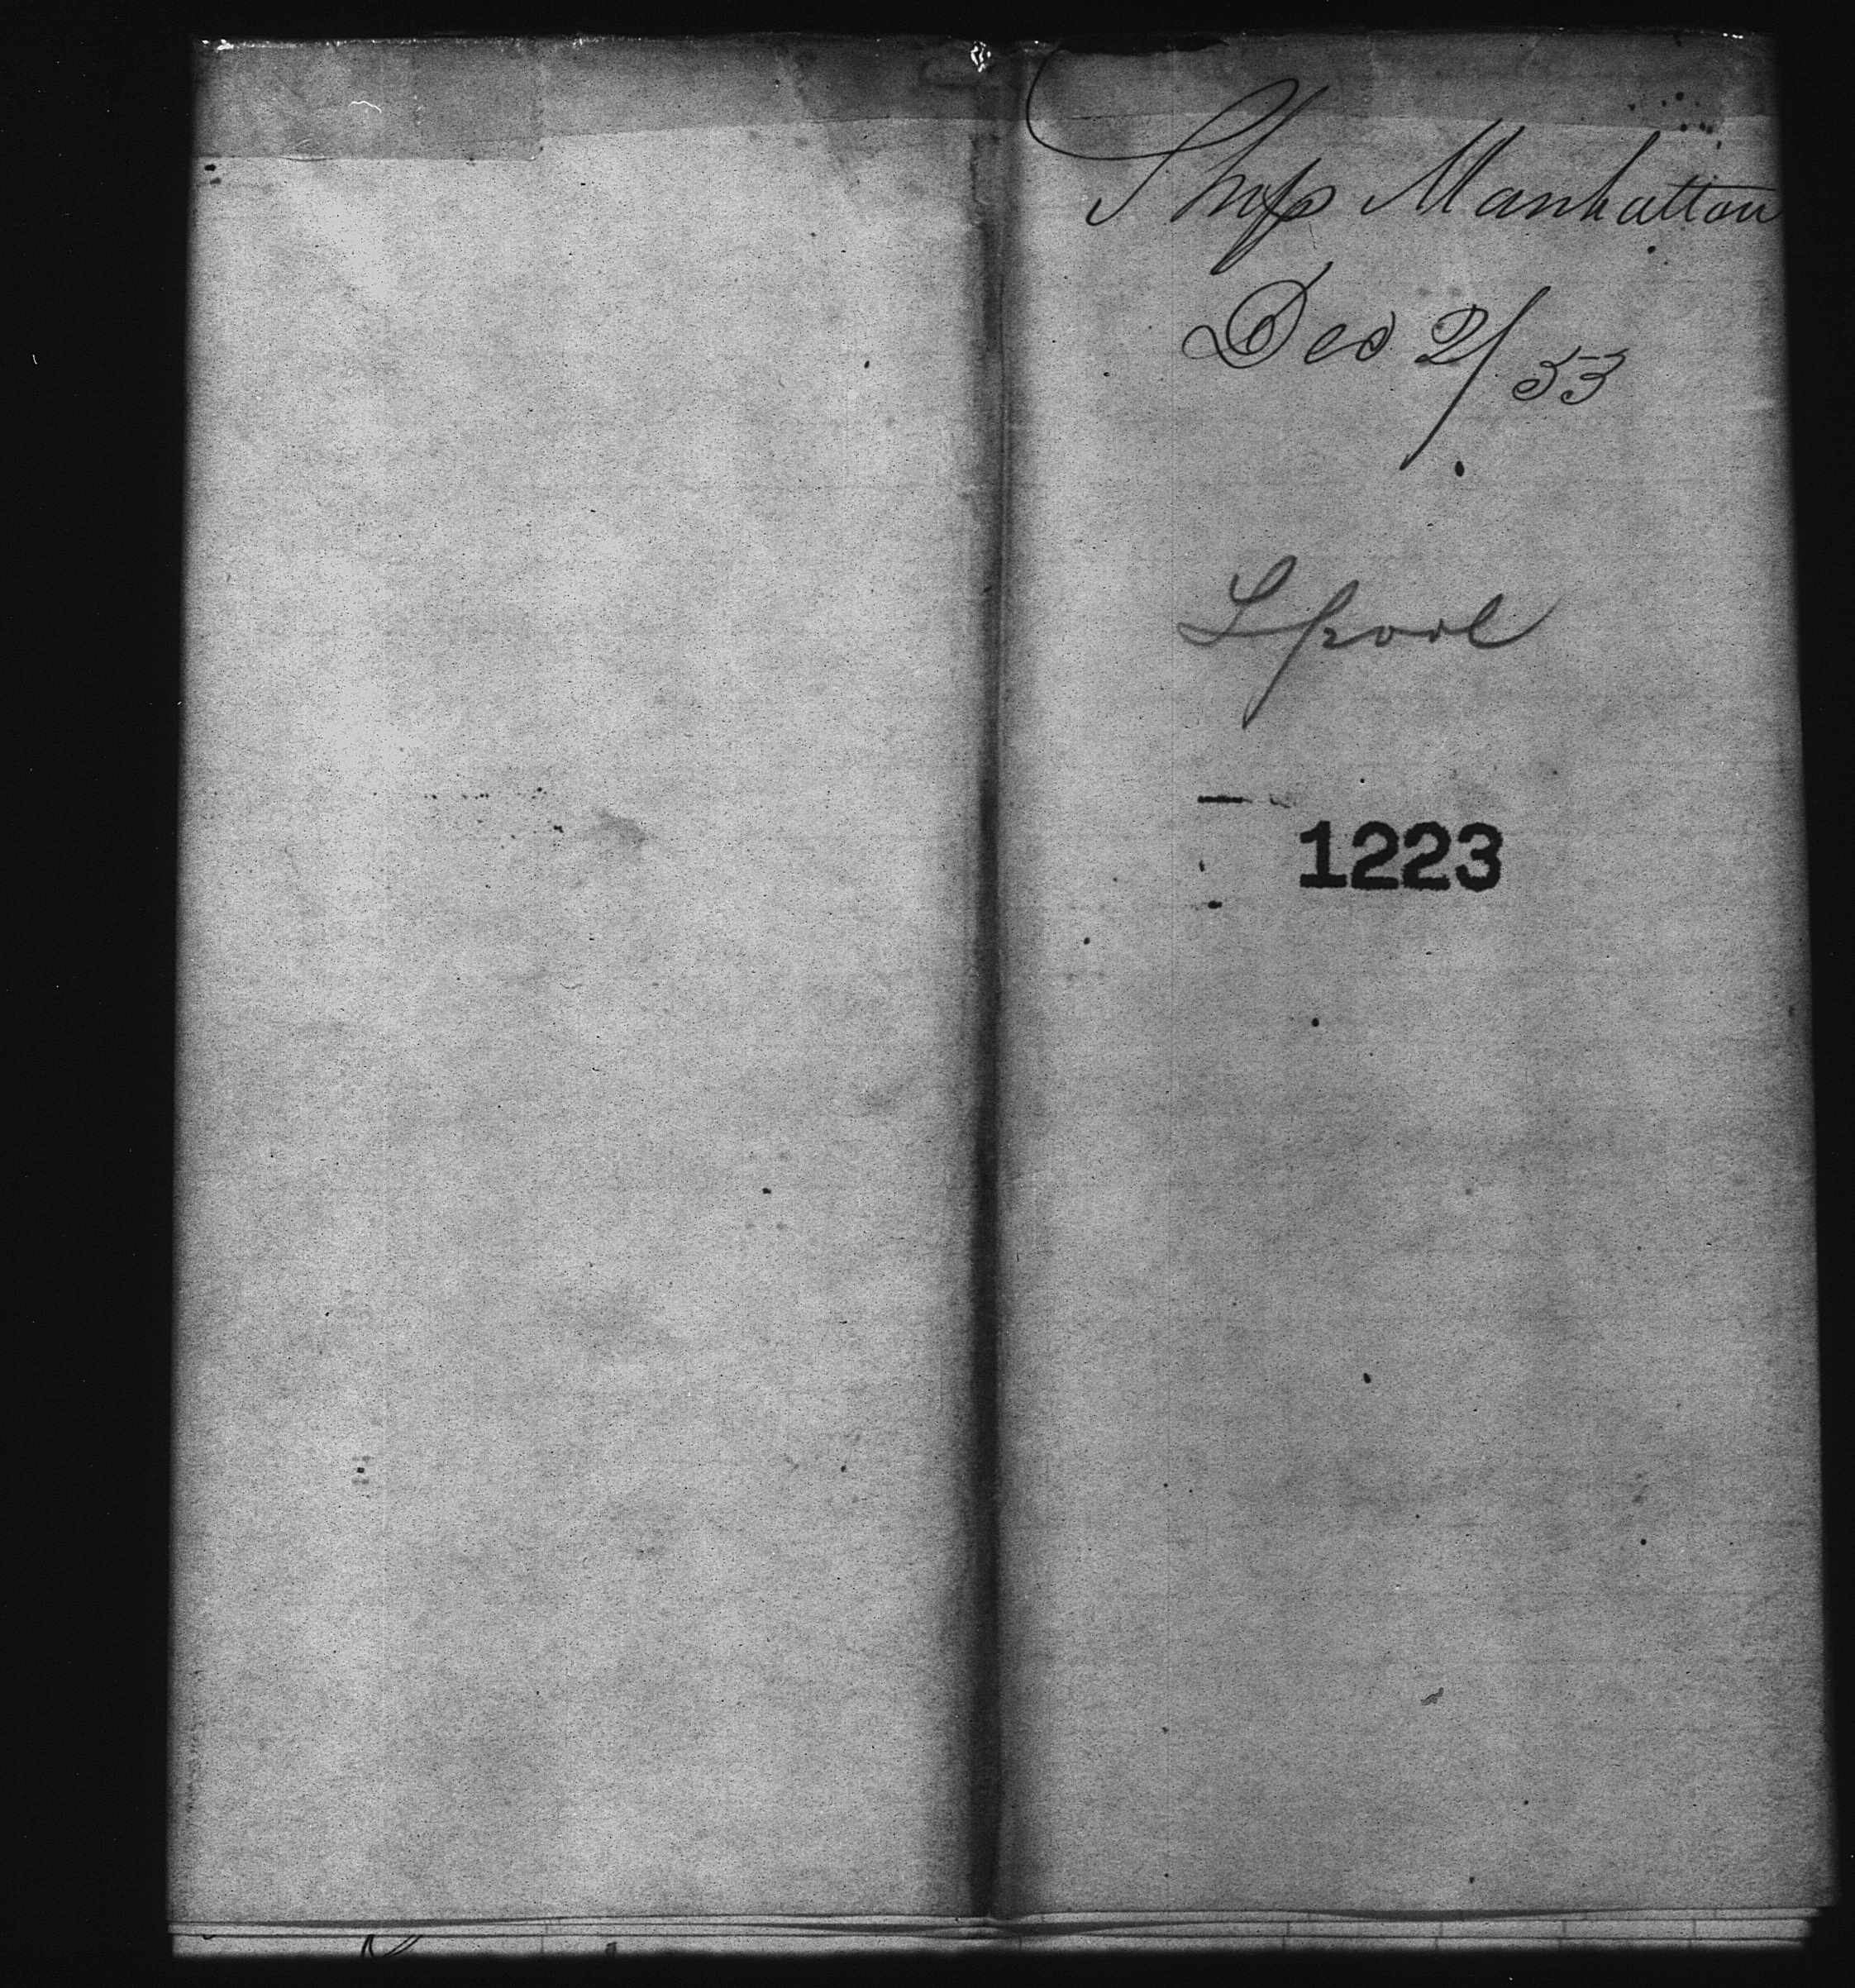 Ship Manhattan
Dec 2/53
Lpool
1223